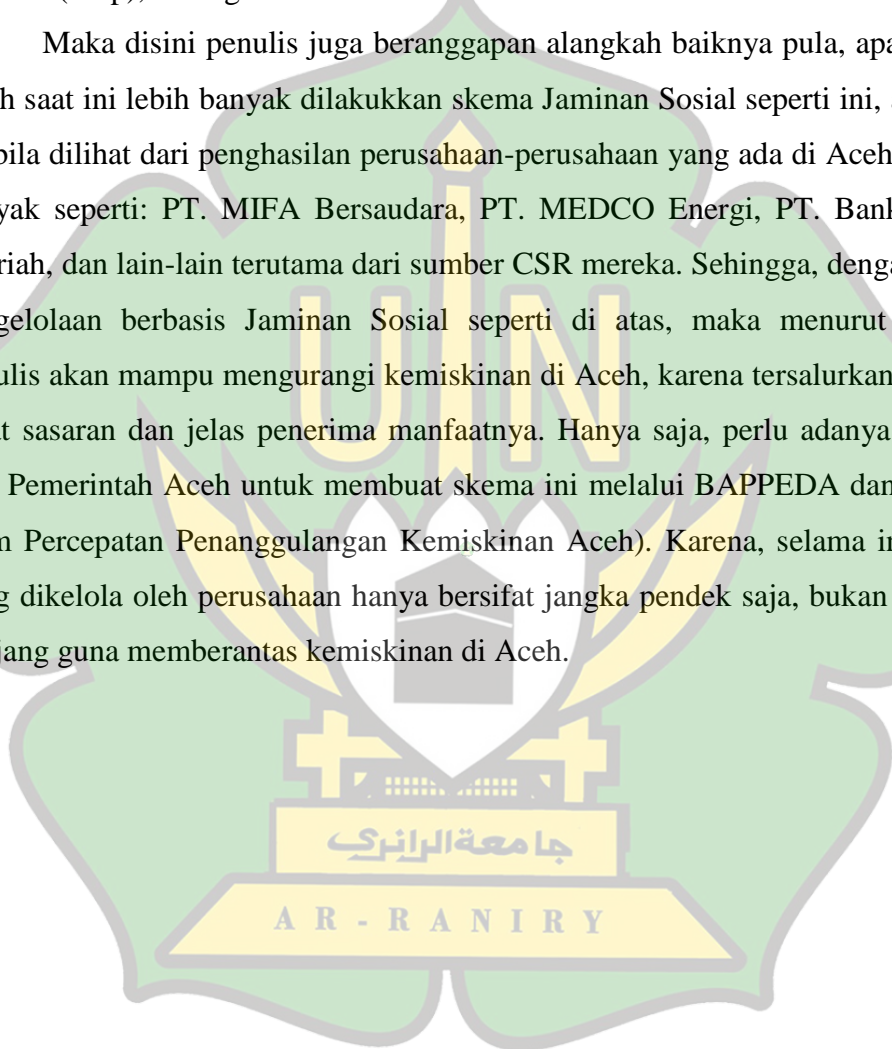 Maka disini penulis juga beranggapan alangkah baiknya pula, apa
h saat ini lebih banyak dilakukkan skema Jaminan Sosial seperti ini,
bila dilihat dari penghasilan perusahaan-perusahaan yang ada di Aceh
yak seperti: PT. MIFA Bersaudara, PT. MEDCO Energi, PT. Bank
riah, dan lain-lain terutama dari sumber CSR mereka. Sehingga, denga
gelolaan berbasis Jaminan Sosial seperti di atas, maka menurut
ulis akan mampu mengurangi kemiskinan di Aceh, karena tersalurkan
at sasaran dan jelas penerima manfaatnya. Hanya saja, perlu adanya
Pemerintah Aceh untuk membuat skema ini melalui BAPPEDA dan
m Percepatan Penanggulangan Kemiskinan Aceh). Karena, selama in
g dikelola oleh perusahaan hanya bersifat jangka pendek saja, bukan
jang guna memberantas kemiskinan di Aceh.
UIN
جامعة الرانري
AR-RANIRY